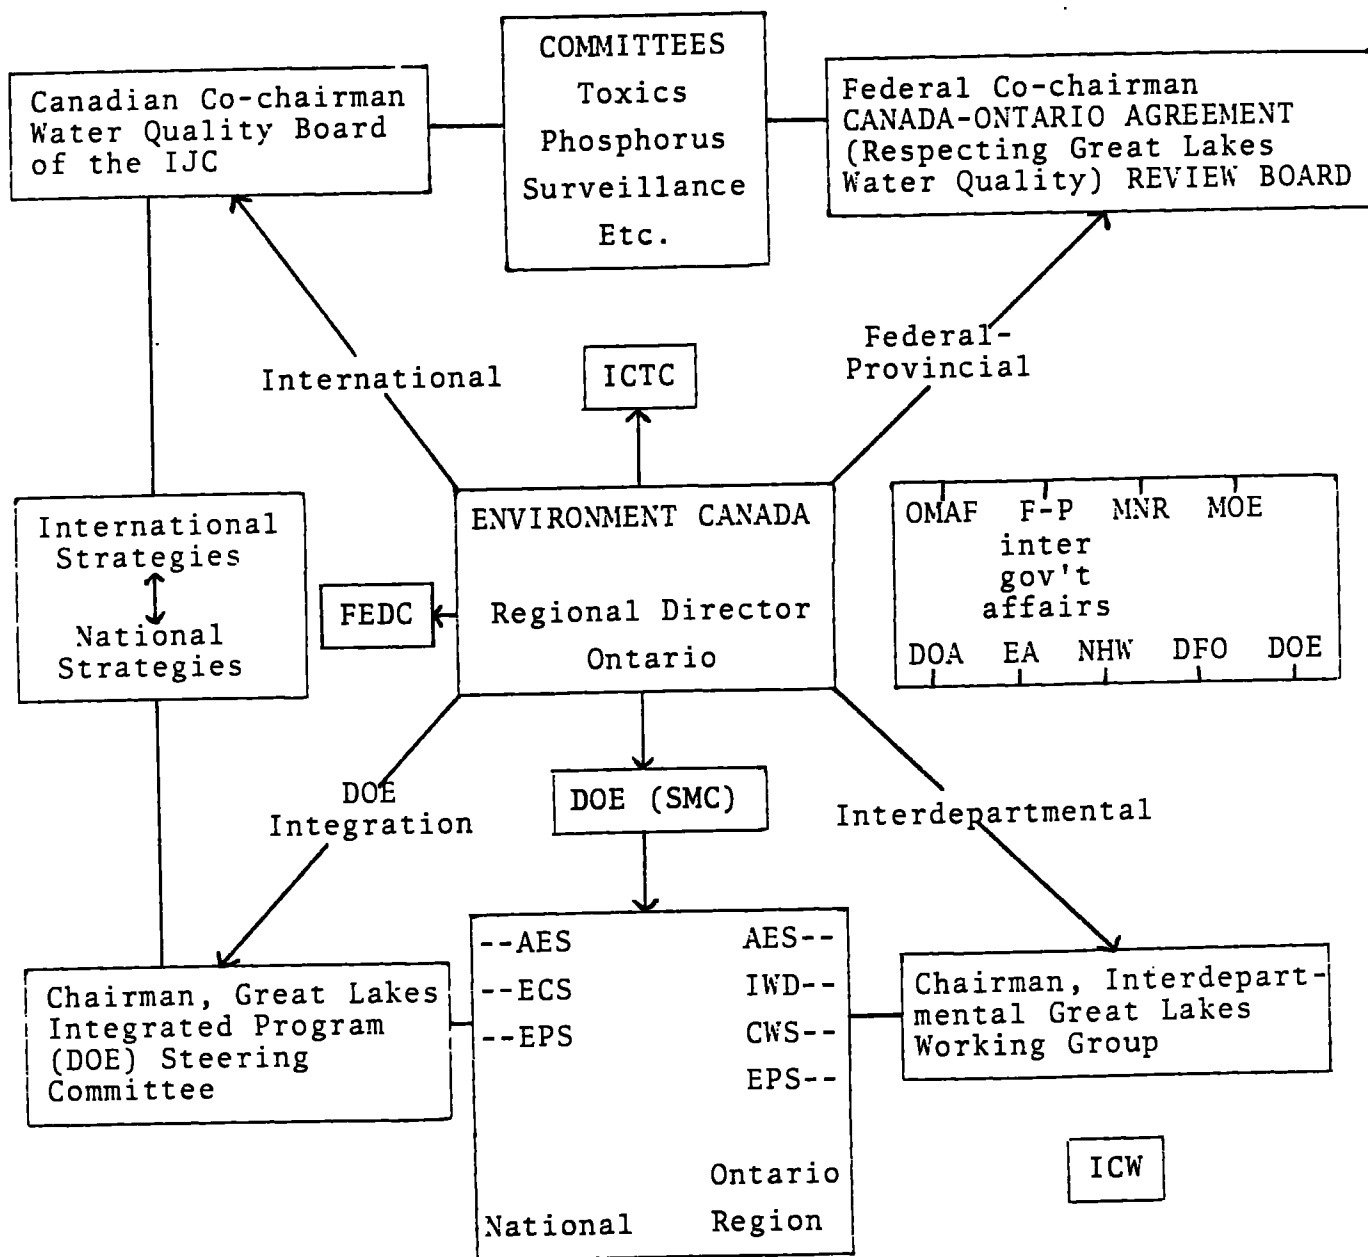 COMMITTEES
Toxics
Phosphorus
Surveillance
Etc.
Canadian Co-chairman
Water Quality Board
of the IJC
Federal Co-chairman
CANADA-ONTARIO AGREEMENT
(Respecting Great Lakes
Water Quality) REVIEW BOARD
International
ICTC
Federal-
Provincial
International
Strategies
National
Strategies
FEDC
ENVIRONMENT CANADA
Regional Director
Ontario
OMAF F-P MNR MOE
inter
gov't
affairs
DOA EA NHW DFO DOE
DOE
Integration
DOE (SMC)
Interdepartmental
Chairman, Great Lakes
Integrated Program
(DOE) Steering
Committee
--AES AES--
--ECS IWD--
--EPS CWS--
EPS--
Ontario
National Region
Chairman, Interdepart-
mental Great Lakes
Working Group
ICW